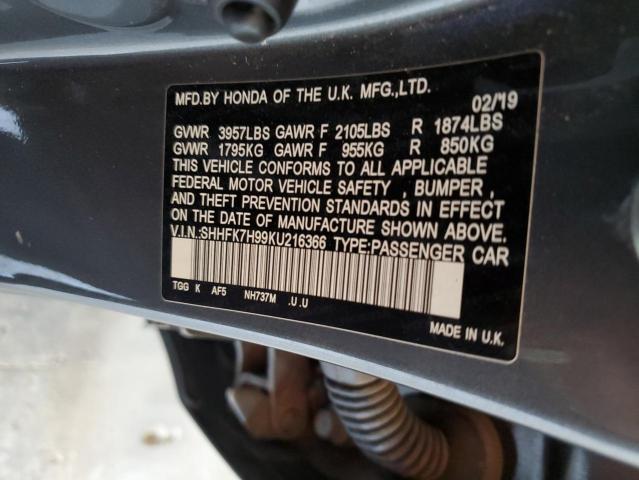 MFD.BY HONDA OF THE U.K. MFG.,LTD.
02/19
GVWR 3957LBS GAWR F 2105LBS R 1874LBS
GVWR 1795KG GAWR F 955KG R 850KG
THIS VEHICLE CONFORMS TO ALL APPLICABLE
FEDERAL MOTOR VEHICLE SAFETY , BUMPER ,
AND THEFT PREVENTION STANDARDS IN EFFECT
ON THE DATE OF MANUFACTURE SHOWN ABOVE.
V.I.N.:SHHFK7H99KU216366 TYPE:PASSENGER CAR
TGG K AF5 NH737M .U.U
MADE IN U.K.